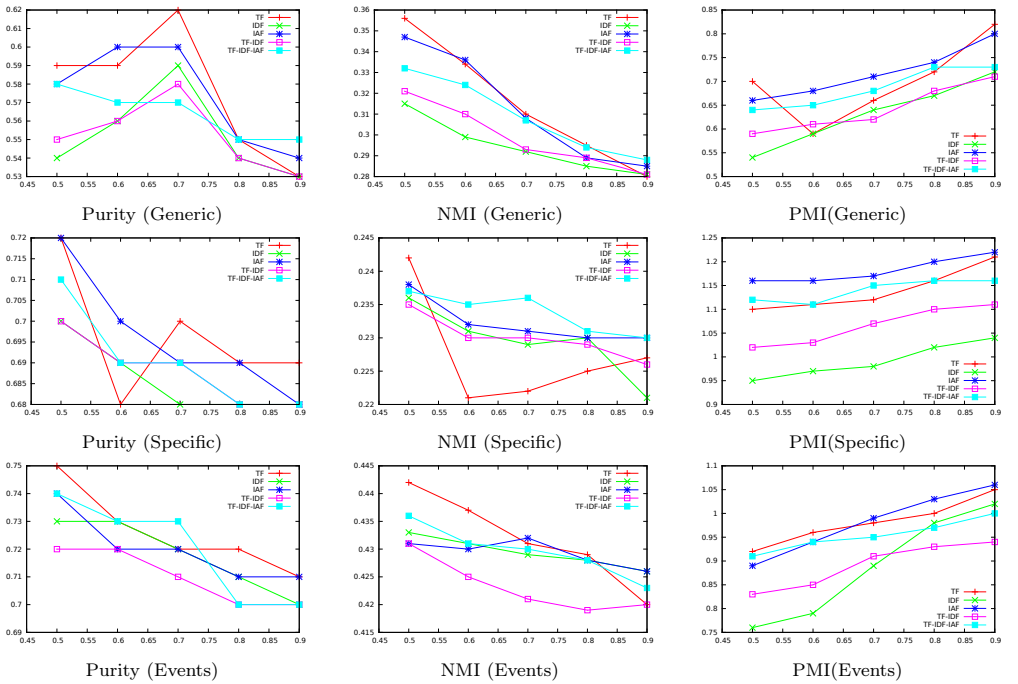 0.62
0.61
0.6
0.59
0.58
0.57
0.56
0.55
0.54
0.53
0.45 0.5 0.55 0.6 0.65 0.7 0.75 0.8 0.85 0.9
TF
IDF
IAF
TF-IDF
TF-IDF-IAF
Purity (Generic)
0.36
0.35
0.34
0.33
0.32
0.31
0.3
0.29
0.28
0.45 0.5 0.55 0.6 0.65 0.7 0.75 0.8 0.85 0.9
TF
IDF
IAF
TF-IDF
TF-IDF-IAF
NMI (Generic)
0.85
0.8
0.75
0.7
0.65
0.6
0.55
0.5
0.45 0.5 0.55 0.6 0.65 0.7 0.75 0.8 0.85 0.9
TF
IDF
IAF
TF-IDF
TF-IDF-IAF
PMI(Generic)
0.72
0.715
0.71
0.705
0.7
0.695
0.69
0.685
0.68
0.45 0.5 0.55 0.6 0.65 0.7 0.75 0.8 0.85 0.9
TF
IDF
IAF
TF-IDF
TF-IDF-IAF
Purity (Specific)
0.245
0.24
0.235
0.23
0.225
0.22
0.45 0.5 0.55 0.6 0.65 0.7 0.75 0.8 0.85 0.9
TF
IDF
IAF
TF-IDF
TF-IDF-IAF
NMI (Specific)
1.25
1.2
1.15
1.1
1.05
1
0.95
0.9
0.45 0.5 0.55 0.6 0.65 0.7 0.75 0.8 0.85 0.9
TF
IDF
IAF
TF-IDF
TF-IDF-IAF
PMI(Specific)
0.75
0.74
0.73
0.72
0.71
0.7
0.69
0.45 0.5 0.55 0.6 0.65 0.7 0.75 0.8 0.85 0.9
TF
IDF
IAF
TF-IDF
TF-IDF-IAF
Purity (Events)
0.445
0.44
0.435
0.43
0.425
0.42
0.415
0.45 0.5 0.55 0.6 0.65 0.7 0.75 0.8 0.85 0.9
TF
IDF
IAF
TF-IDF
TF-IDF-IAF
NMI (Events)
1.1
1.05
1
0.95
0.9
0.85
0.8
0.75
0.45 0.5 0.55 0.6 0.65 0.7 0.75 0.8 0.85 0.9
TF
IDF
IAF
TF-IDF
TF-IDF-IAF
PMI(Events)